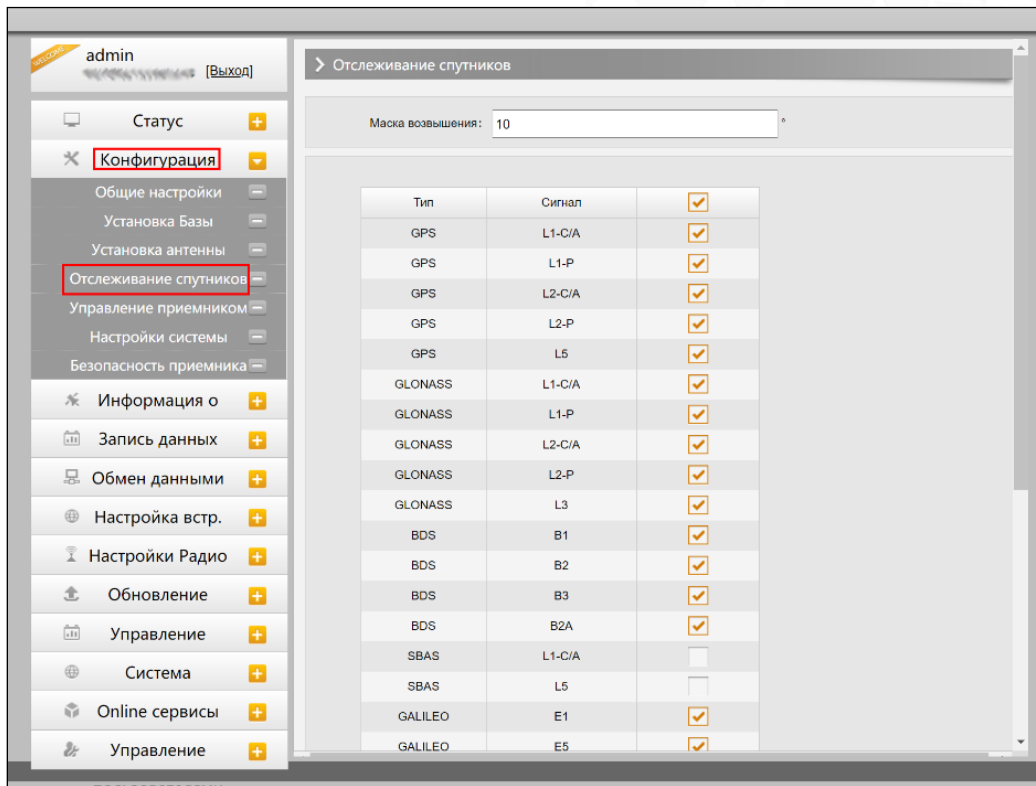 WELCOME
admin
[Выход]
Статус
Конфигурация
Общие настройки
Установка Базы
Установка антенны
Отслеживание спутников
Управление приемником
Настройки системы
Безопасность приемника
Информация о
Запись данных
Обмен данными
Настройка встр.
Настройки Радио
Обновление
Управление
Система
Online сервисы
Управление
Отслеживание спутников
Маска возвышения: 10 °
Тип Сигнал
GPS L1-C/A
GPS L1-P
GPS L2-C/A
GPS L2-P
GPS L5
GLONASS L1-C/A
GLONASS L1-P
GLONASS L2-C/A
GLONASS L2-P
GLONASS L3
BDS B1
BDS B2
BDS B3
BDS B2A
SBAS L1-C/A
SBAS L5
GALILEO E1
GALILEO E5